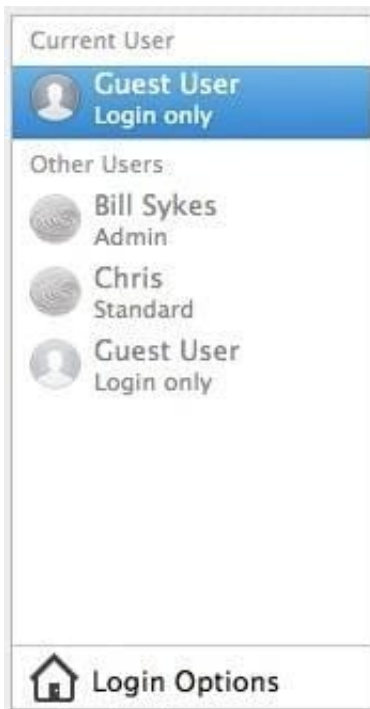 Current User
Guest User
Login only
Other Users
Bill Sykes
Admin
Chris
Standard
Guest User
Login only
Login Options